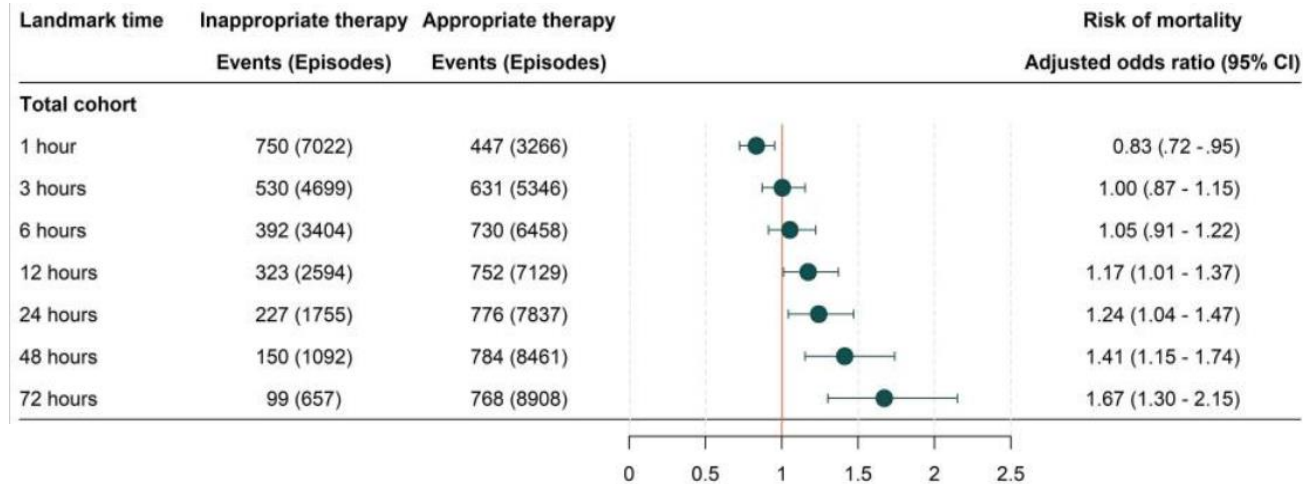 Landmark time Inappropriate therapy Appropriate therapy Risk of mortality
Events (Episodes) Events (Episodes) Adjusted odds ratio (95% CI)
Total cohort
1 hour 750 (7022) 447 (3266) 0.83 (.72 -.95)
3 hours 530 (4699) 631 (5346) 1.00 (.87 - 1.15)
6 hours 392 (3404) 730 (6458) 1.05 (.91 - 1.22)
12 hours 323 (2594) 752 (7129) 1.17 (1.01 - 1.37)
24 hours 227 (1755) 776 (7837) 1.24 (1.04 - 1.47)
48 hours 150 (1092) 784 (8461) 1.41 (1.15 - 1.74)
72 hours 99 (657) 768 (8908) 1.67 (1.30 - 2.15)
0 0.5 1 1.5 2 2.5